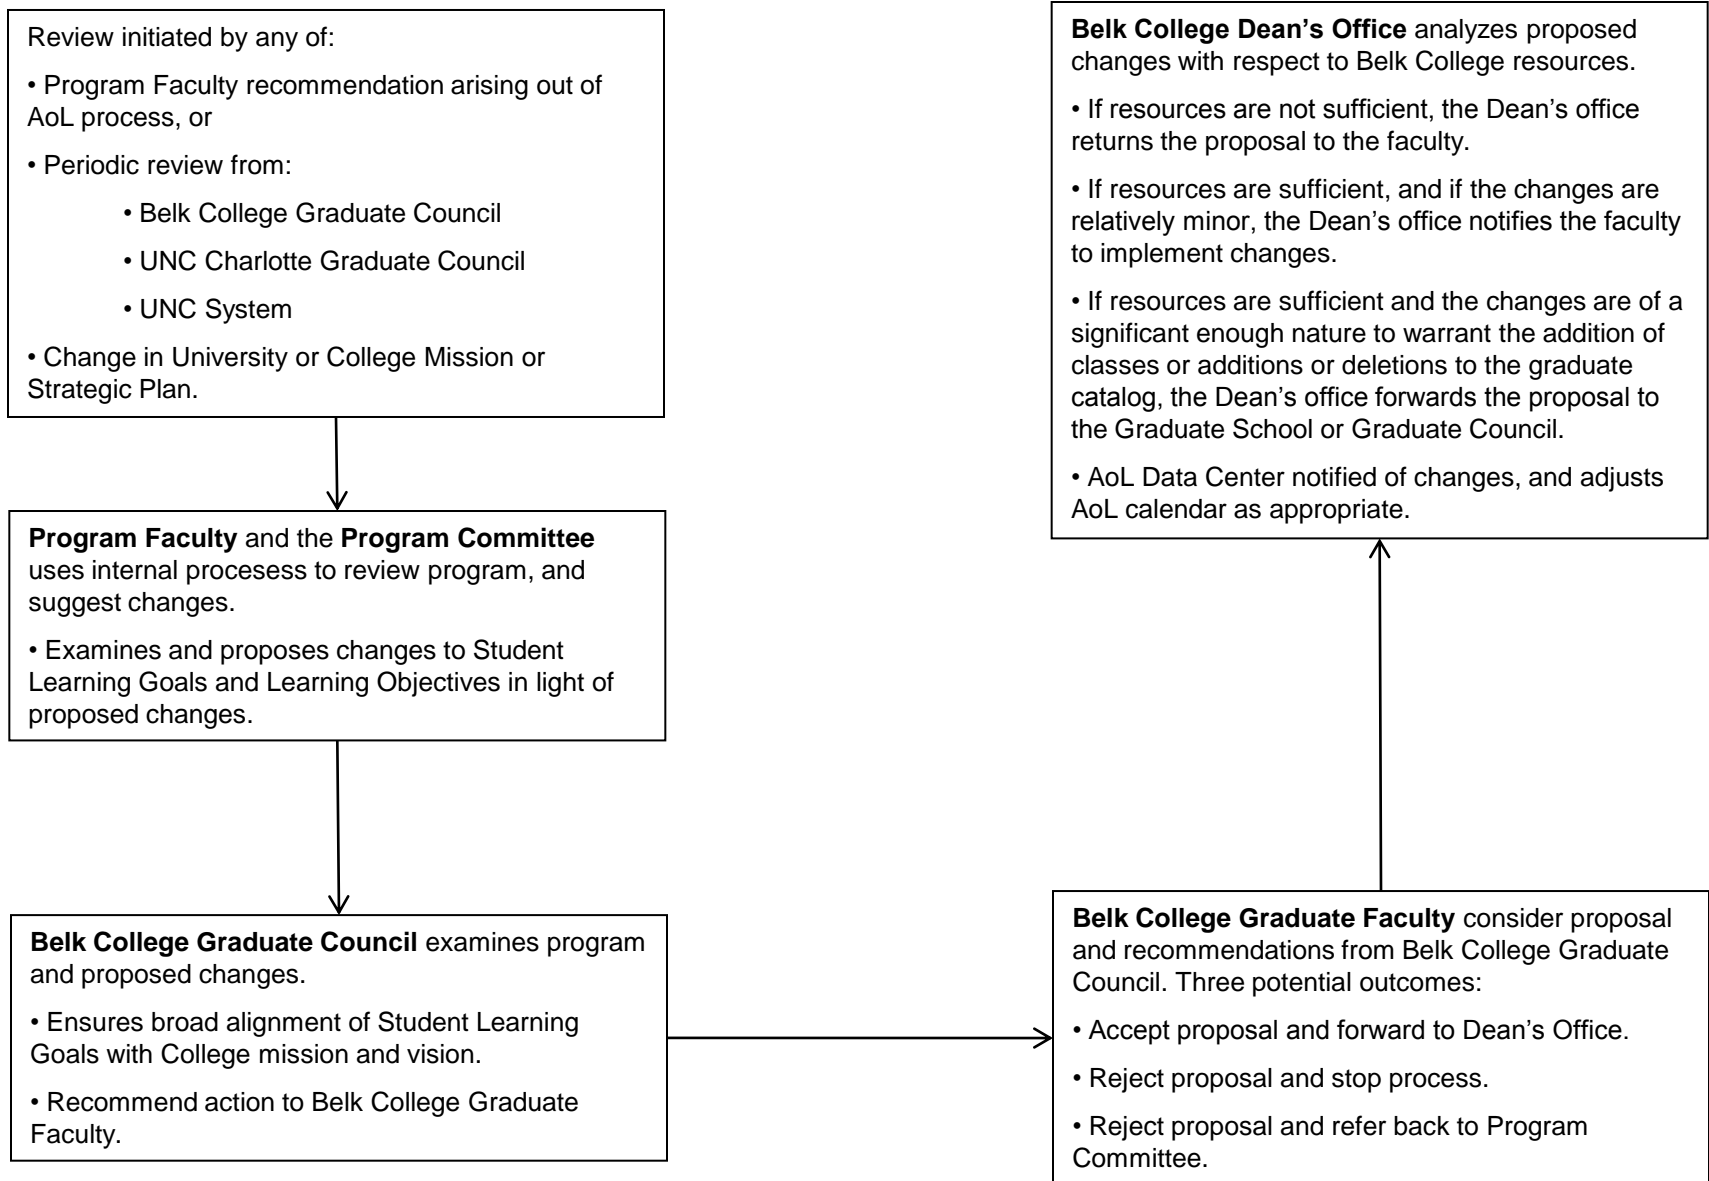 Review initiated by any of:
• Program Faculty recommendation arising out of
AoL process, or
• Periodic review from:
• Belk College Graduate Council
• UNC Charlotte Graduate Council
• UNC System
• Change in University or College Mission or
Strategic Plan.
Program Faculty and the Program Committee
uses internal procesess to review program, and
suggest changes.
• Examines and proposes changes to Student
Learning Goals and Learning Objectives in light of
proposed changes.
Belk College Graduate Council examines program
and proposed changes.
• Ensures broad alignment of Student Learning
Goals with College mission and vision.
• Recommend action to Belk College Graduate
Faculty.
Belk College Graduate Faculty consider proposal
and recommendations from Belk College Graduate
Council. Three potential outcomes:
• Accept proposal and forward to Dean’s Office.
• Reject proposal and stop process.
• Reject proposal and refer back to Program
Committee.
Belk College Dean’s Office analyzes proposed
changes with respect to Belk College resources.
• If resources are not sufficient, the Dean’s office
returns the proposal to the faculty.
• If resources are sufficient, and if the changes are
relatively minor, the Dean’s office notifies the faculty
to implement changes.
• If resources are sufficient and the changes are of a
significant enough nature to warrant the addition of
classes or additions or deletions to the graduate
catalog, the Dean’s office forwards the proposal to
the Graduate School or Graduate Council.
• AoL Data Center notified of changes, and adjusts
AoL calendar as appropriate.